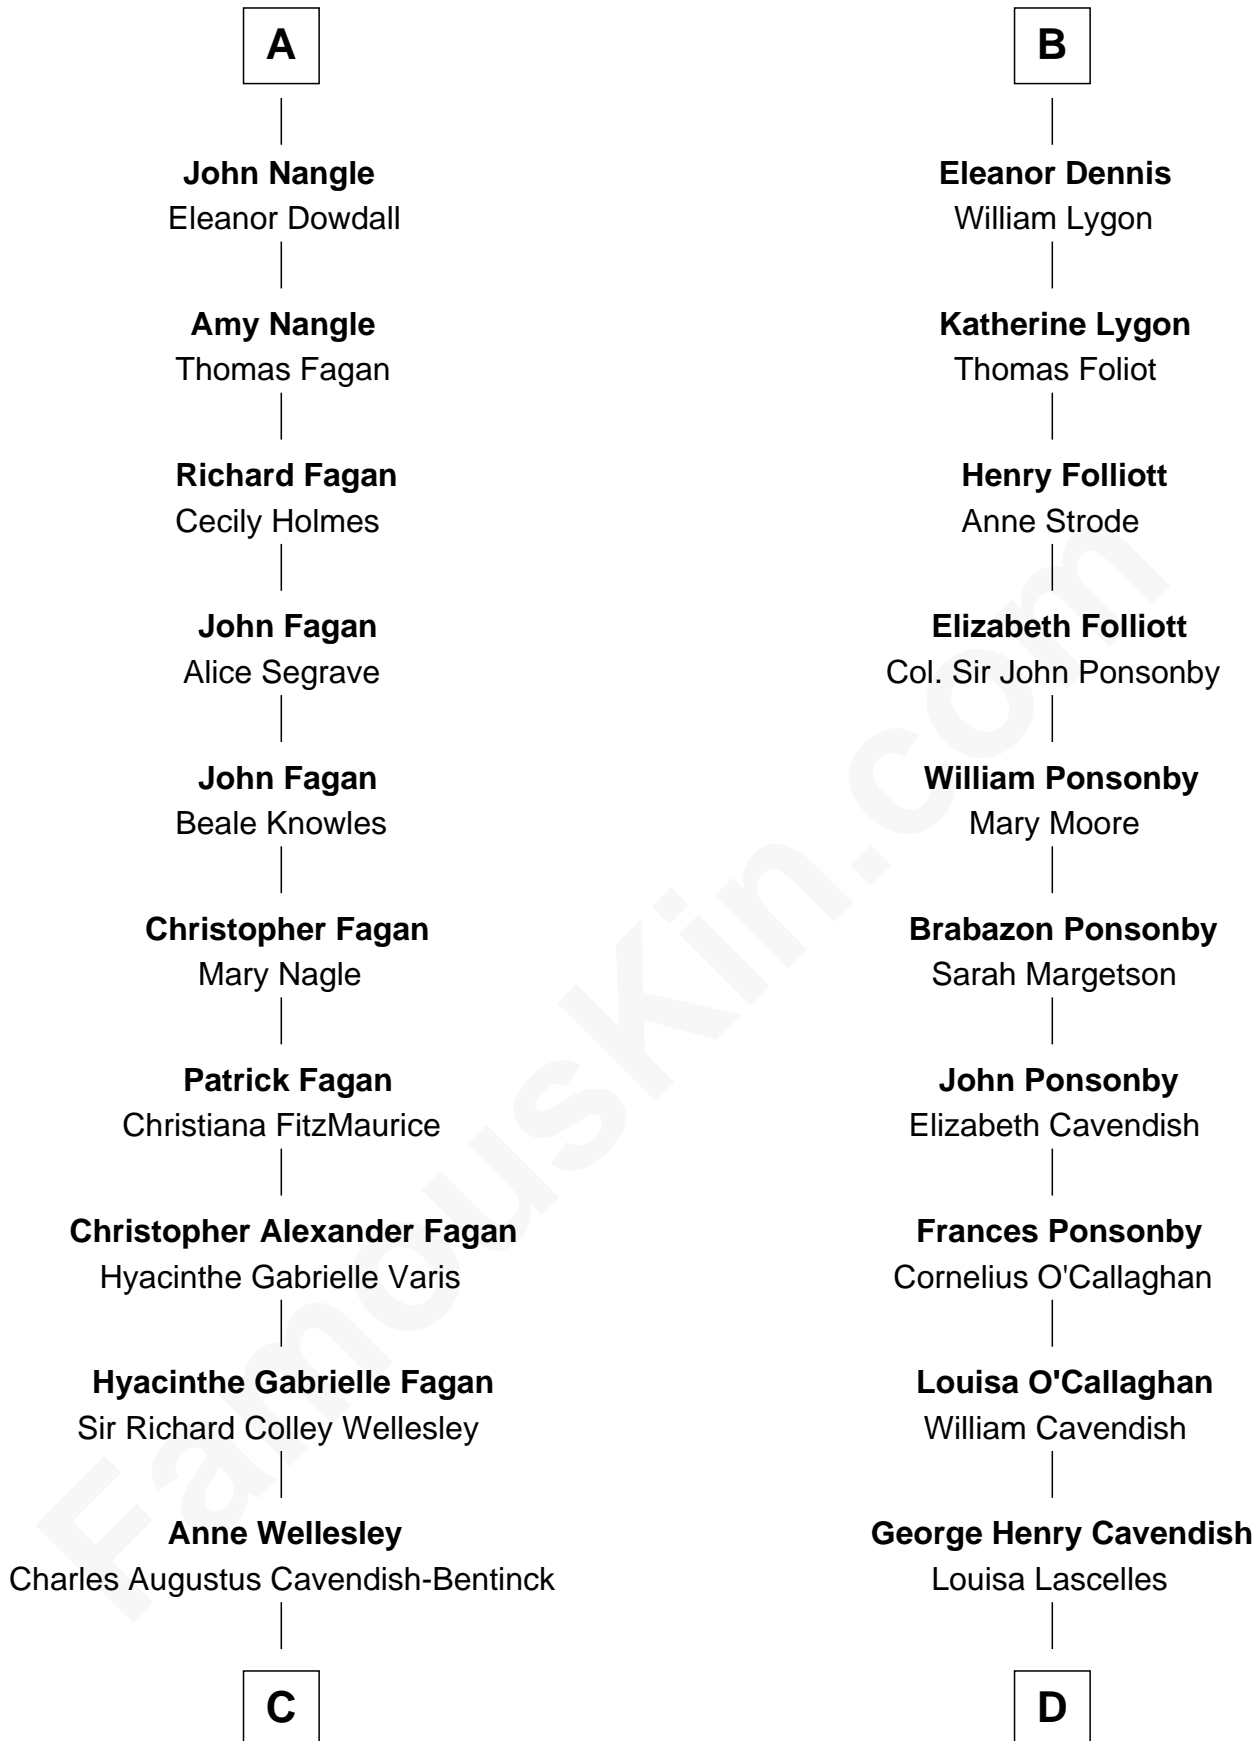 A
John Nangle
Eleanor Dowdall
Amy Nangle
Thomas Fagan
Richard Fagan
Cecily Holmes
John Fagan
Alice Segrave
John Fagan
Beale Knowles
Christopher Fagan
Mary Nagle
Patrick Fagan
Christiana FitzMaurice
Christopher Alexander Fagan
Hyacinthe Gabrielle Varis
Hyacinthe Gabrielle Fagan
Sir Richard Colley Wellesley
Anne Wellesley
Charles Augustus Cavendish-Bentinck
C
B
Eleanor Dennis
William Lygon
Katherine Lygon
Thomas Foliot
Henry Folliott
Anne Strode
Elizabeth Folliott
Col. Sir John Ponsonby
William Ponsonby
Mary Moore
Brabazon Ponsonby
Sarah Margetson
John Ponsonby
Elizabeth Cavendish
Frances Ponsonby
Cornelius O'Callaghan
Louisa O'Callaghan
William Cavendish
George Henry Cavendish
Louisa Lascelles
D
FamousKin.com